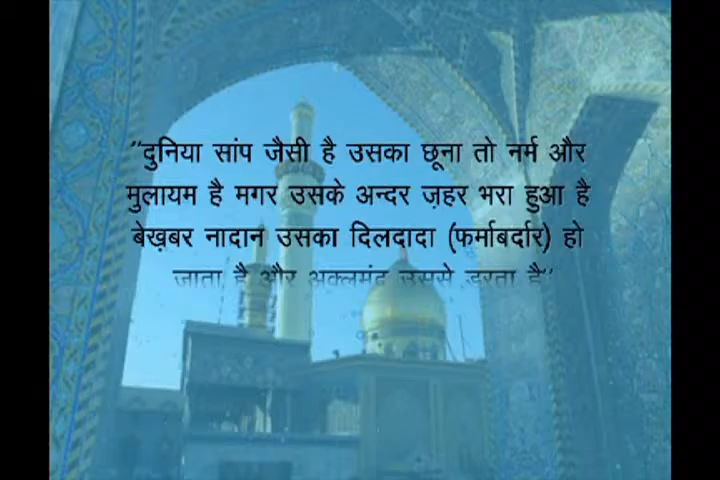 "दुनिया सांप जैसी है उसका छूना तो नर्म और
मुलायम है मगर उसके अन्दर ज़हर भरा हुआ है
बेख़बर नादान उसका दिलदादा (फर्माबर्दार) हो
जाता है और अक्लमंद उससे डरता है"